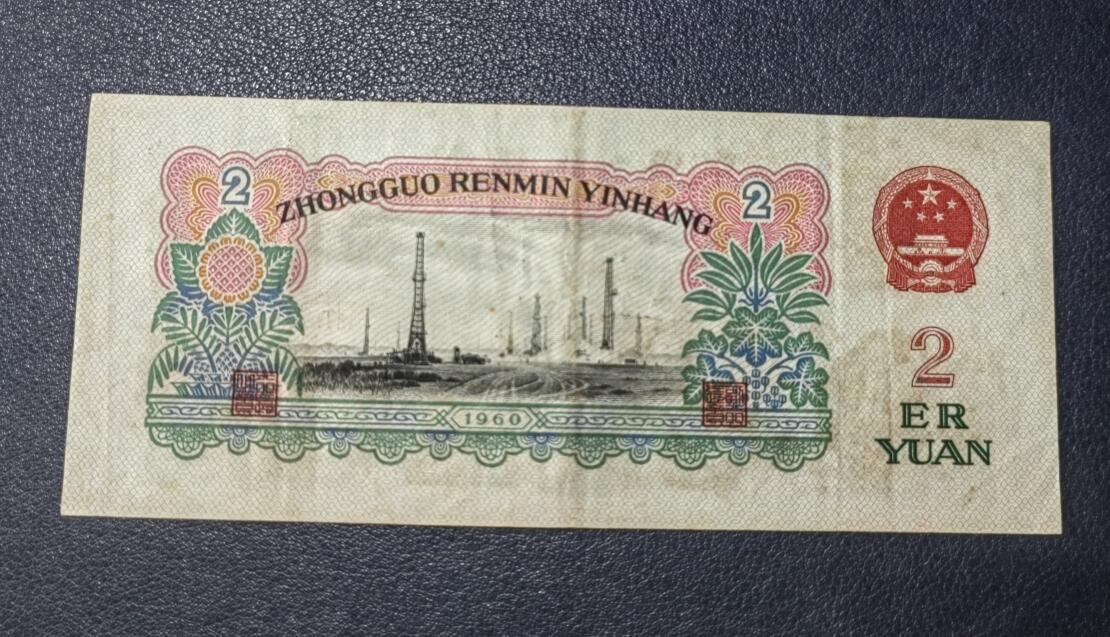 2
ZHONGGUO RENMIN YINHANG
2
1960
2
ER
YUAN